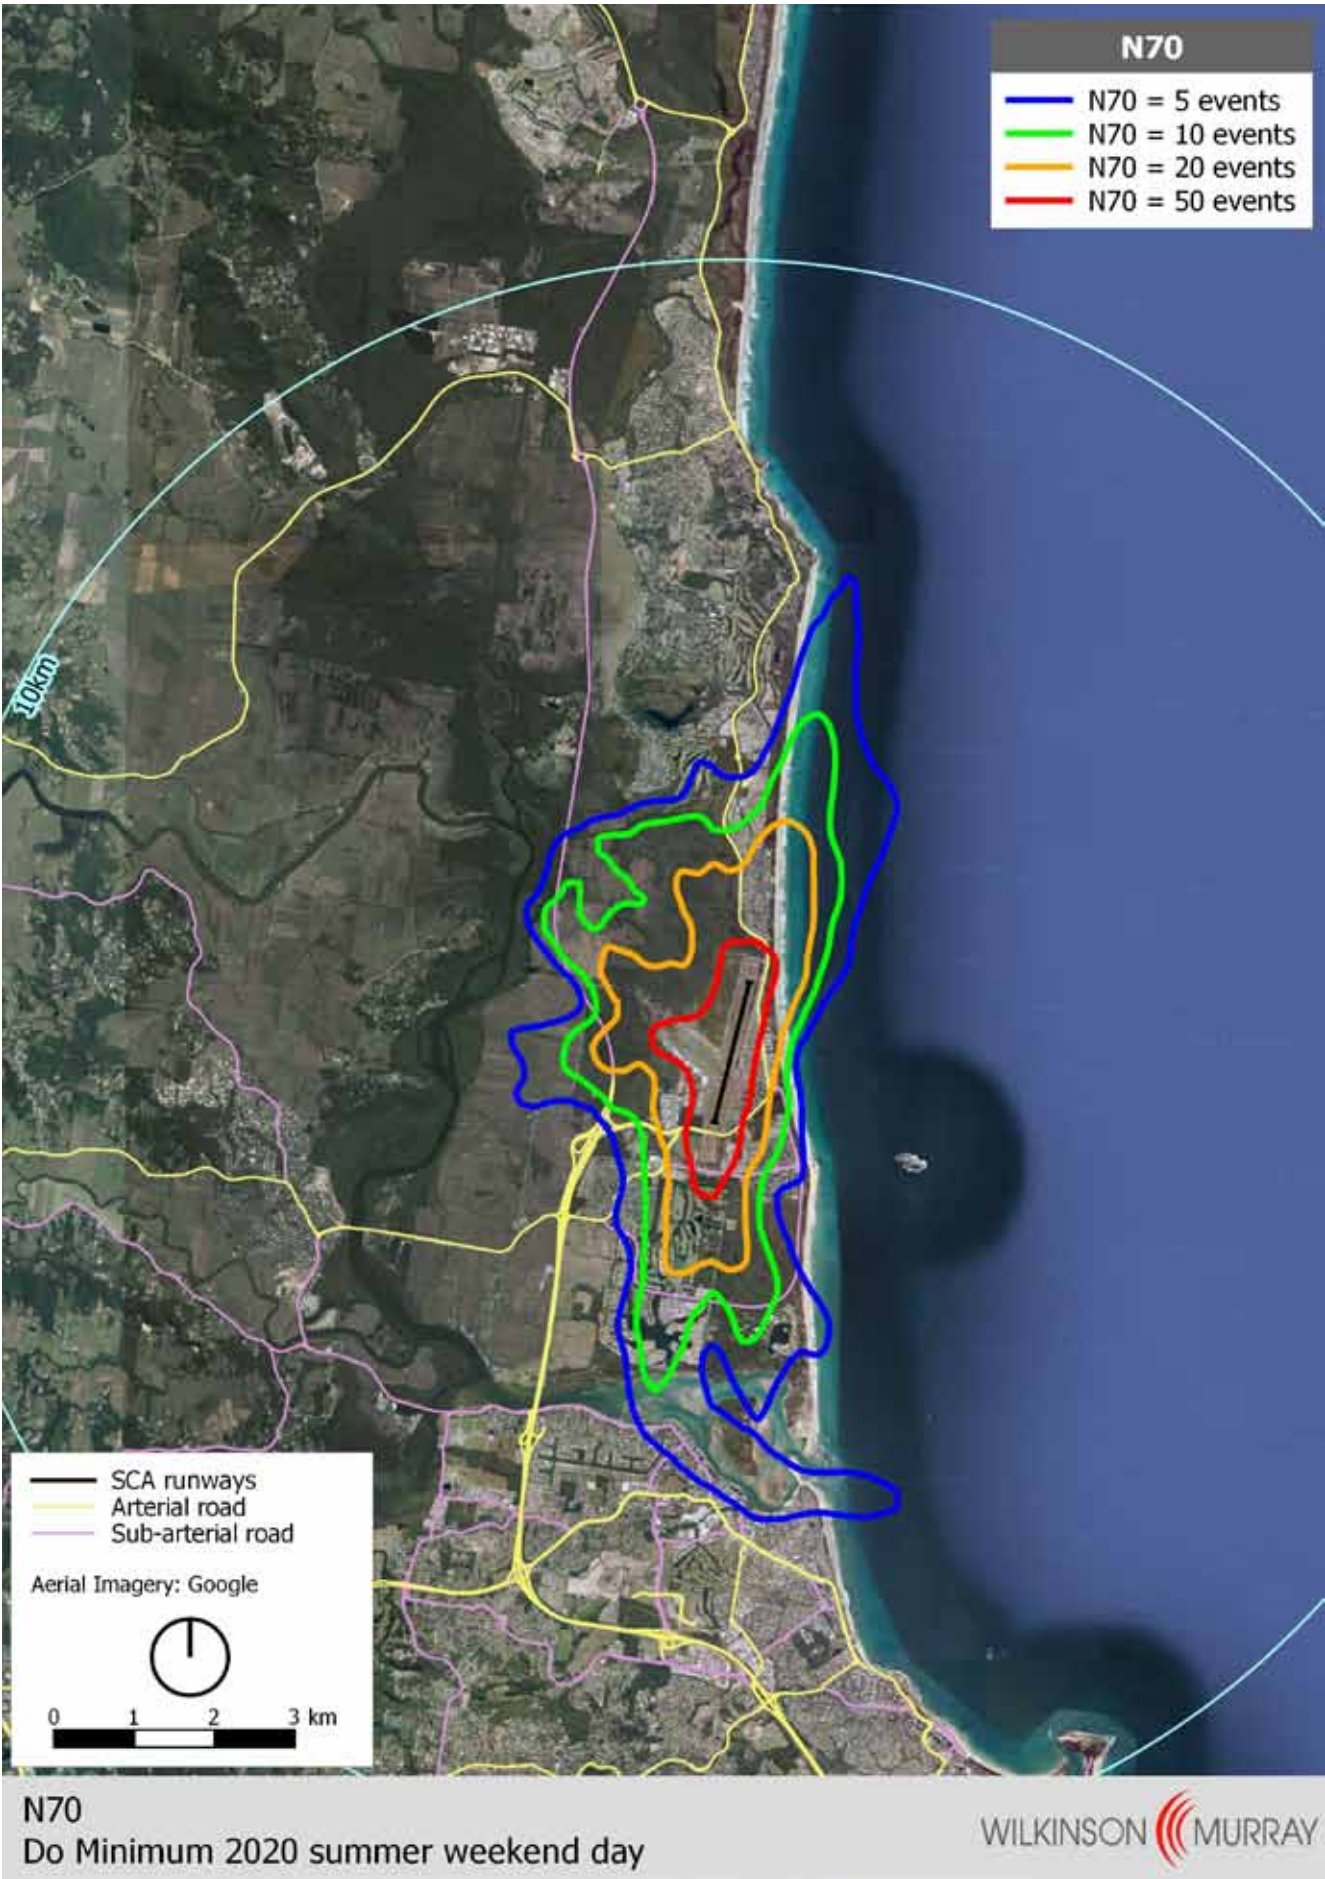 N70
N70 = 5 events
N70 = 10 events
N70 = 20 events
N70 = 50 events
10km
SCA runways
Arterial road
Sub-arterial road
Aerial Imagery: Google
0 1 2 3 km
N70
Do Minimum 2020 summer weekend day
WILKINSON MURRAY